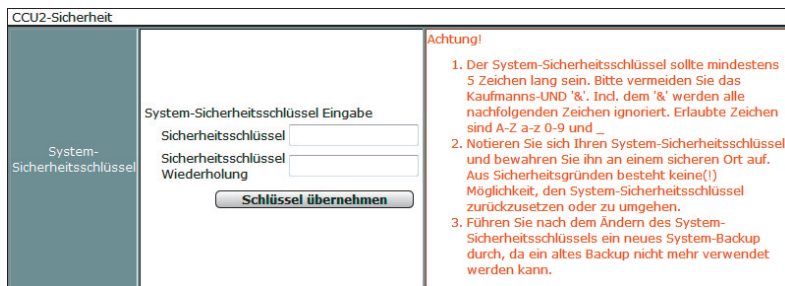 CCU2-Sicherheit
System-
Sicherheitsschlüssel
System-Sicherheitsschlüssel Eingabe
Sicherheitsschlüssel
Sicherheitsschlüssel
Wiederholung
Schlüssel übernehmen
Achtung!
1. Der System-Sicherheitsschlüssel sollte mindestens
5 Zeichen lang sein. Bitte vermeiden Sie das
Kaufmanns-UND '&'. Incl. dem '&' werden alle
nachfolgenden Zeichen ignoriert. Erlaubte Zeichen
sind A-Z a-z 0-9 und _
2. Notieren Sie sich Ihren System-Sicherheitsschlüssel
und bewahren Sie ihn an einem sicheren Ort auf.
Aus Sicherheitsgründen besteht keine(!)
Möglichkeit, den System-Sicherheitsschlüssel
zurückzusetzen oder zu umgehen.
3. Führen Sie nach dem Ändern des System-
Sicherheitsschlüssels ein neues System-Backup
durch, da ein altes Backup nicht mehr verwendet
werden kann.